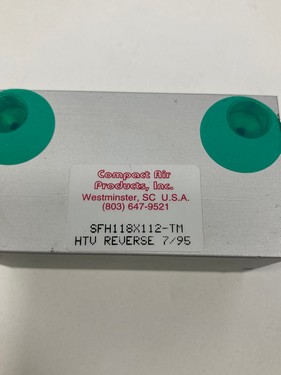 Compact Air
Products, Inc.
Westminster, SC U.S.A.
(803) 647-9521
SFH118X112-TM
HTV REVERSE 7/95